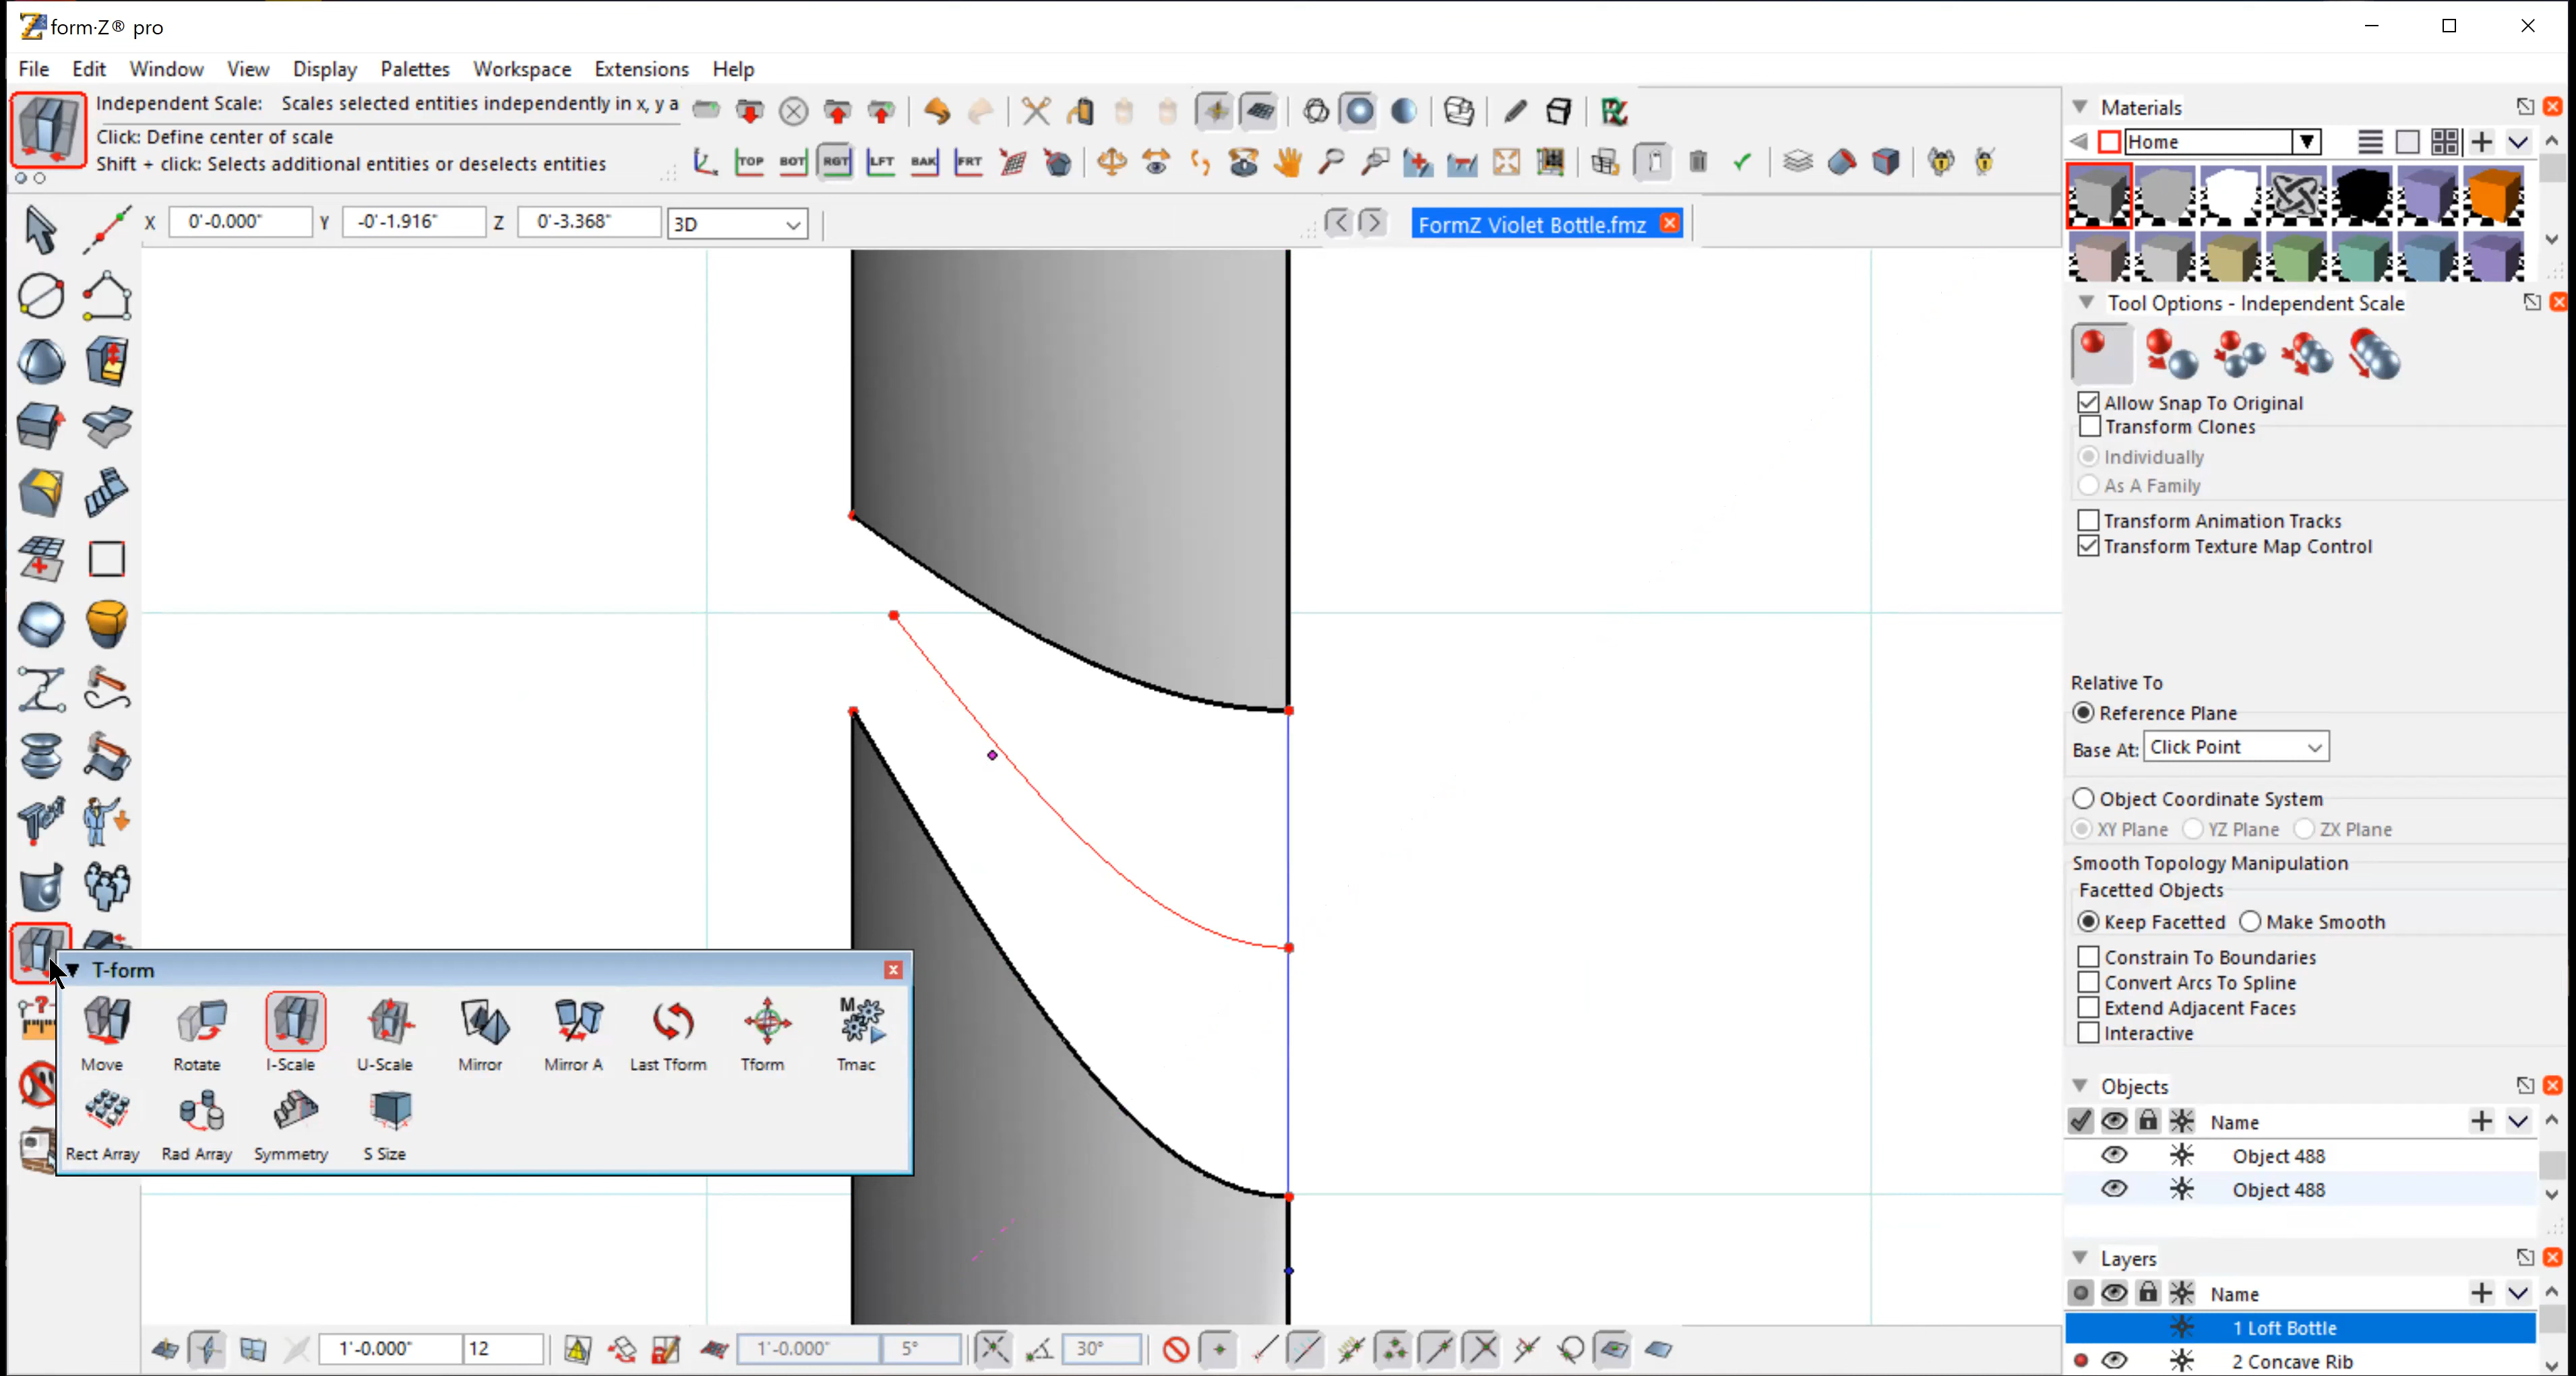 form·Z® pro
File Edit Window View Display Palettes Workspace Extensions Help
Independent Scale: Scales selected entities independently in x, y a
Click: Define center of scale
Shift + click: Selects additional entities or deselects entities
TOP BOT RGT LFT BAK FRT
X 0'-0.000" Y -0'-1.916" Z 0'-3.368" 3D
FormZ Violet Bottle.fmz
T-form
Move Rotate I-Scale U-Scale Mirror Mirror A Last Tform Tform Tmac
M
Rect Array Rad Array Symmetry S Size
1'-0.000" 12 1'-0.000" 5° 30°
Materials
Home
Tool Options - Independent Scale
Allow Snap To Original
Transform Clones
Individually
As A Family
Transform Animation Tracks
Transform Texture Map Control
Relative To
Reference Plane
Base At: Click Point
Object Coordinate System
XY Plane YZ Plane ZX Plane
Smooth Topology Manipulation
Facetted Objects
Keep Facetted Make Smooth
Constrain To Boundaries
Convert Arcs To Spline
Extend Adjacent Faces
Interactive
Objects
Name
Object 488
Object 488
Layers
Name
1 Loft Bottle
2 Concave Rib